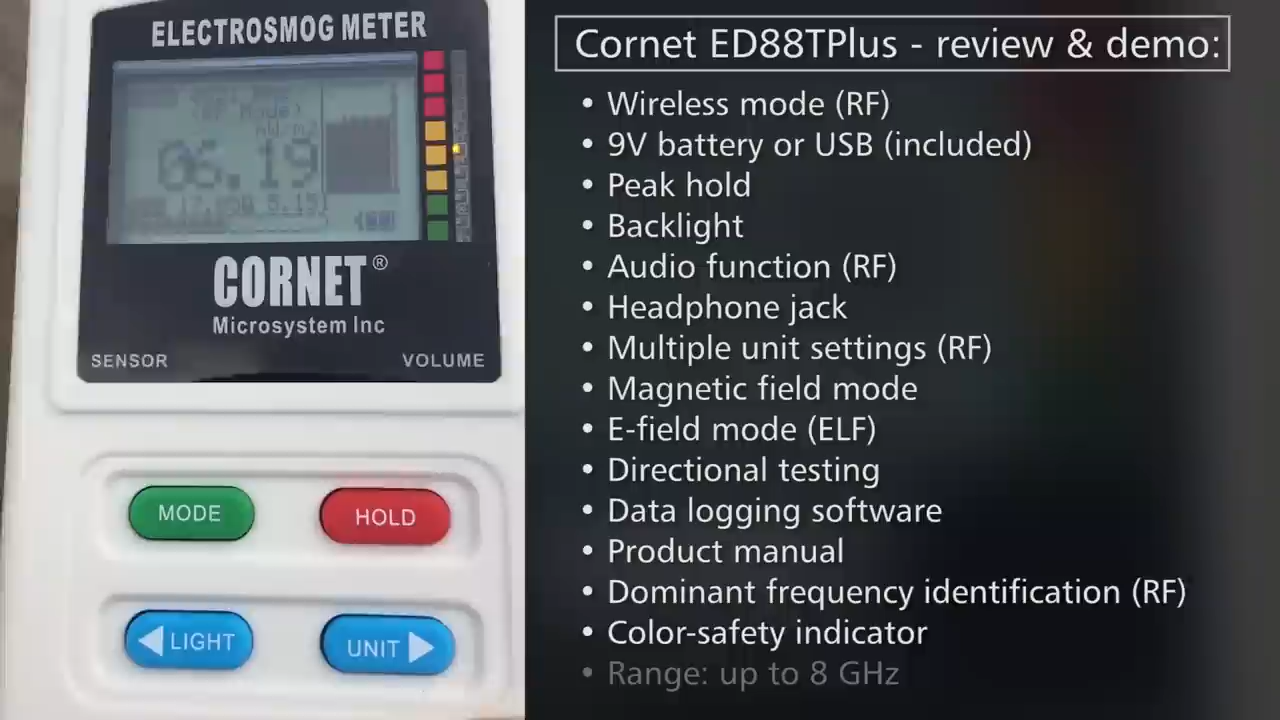 ELECTROSMOG METER
(RF Mode)
06.19
CORNET®
Microsystem Inc
SENSOR
VOLUME
MODE
HOLD
LIGHT
UNIT
Cornet ED88TPlus - review & demo:
• Wireless mode (RF)
• 9V battery or USB (included)
• Peak hold
• Backlight
• Audio function (RF)
• Headphone jack
• Multiple unit settings (RF)
• Magnetic field mode
• E-field mode (ELF)
• Directional testing
• Data logging software
• Product manual
• Dominant frequency identification (RF)
• Color-safety indicator
• Range: up to 8 GHz